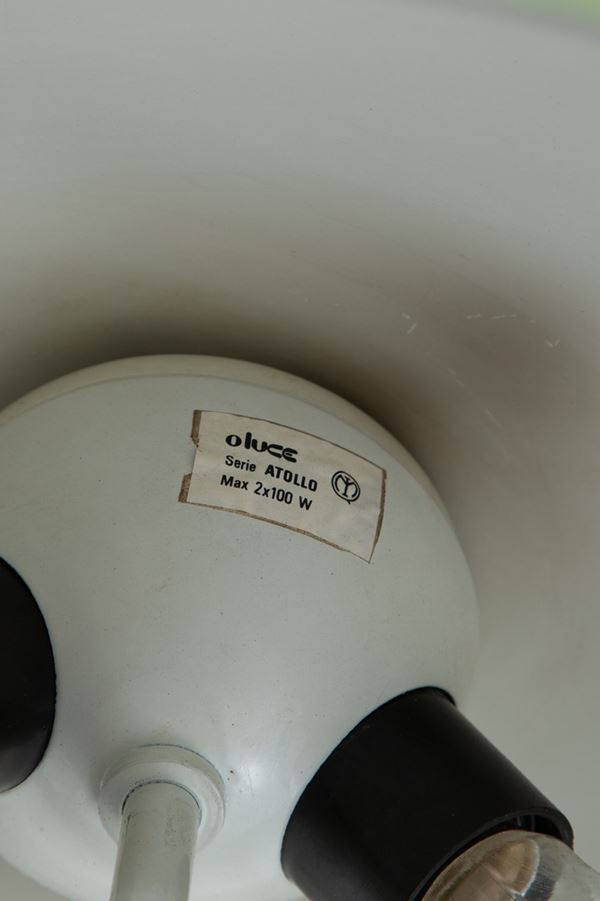 oluce
Serie ATOLLO
Max 2x100 W